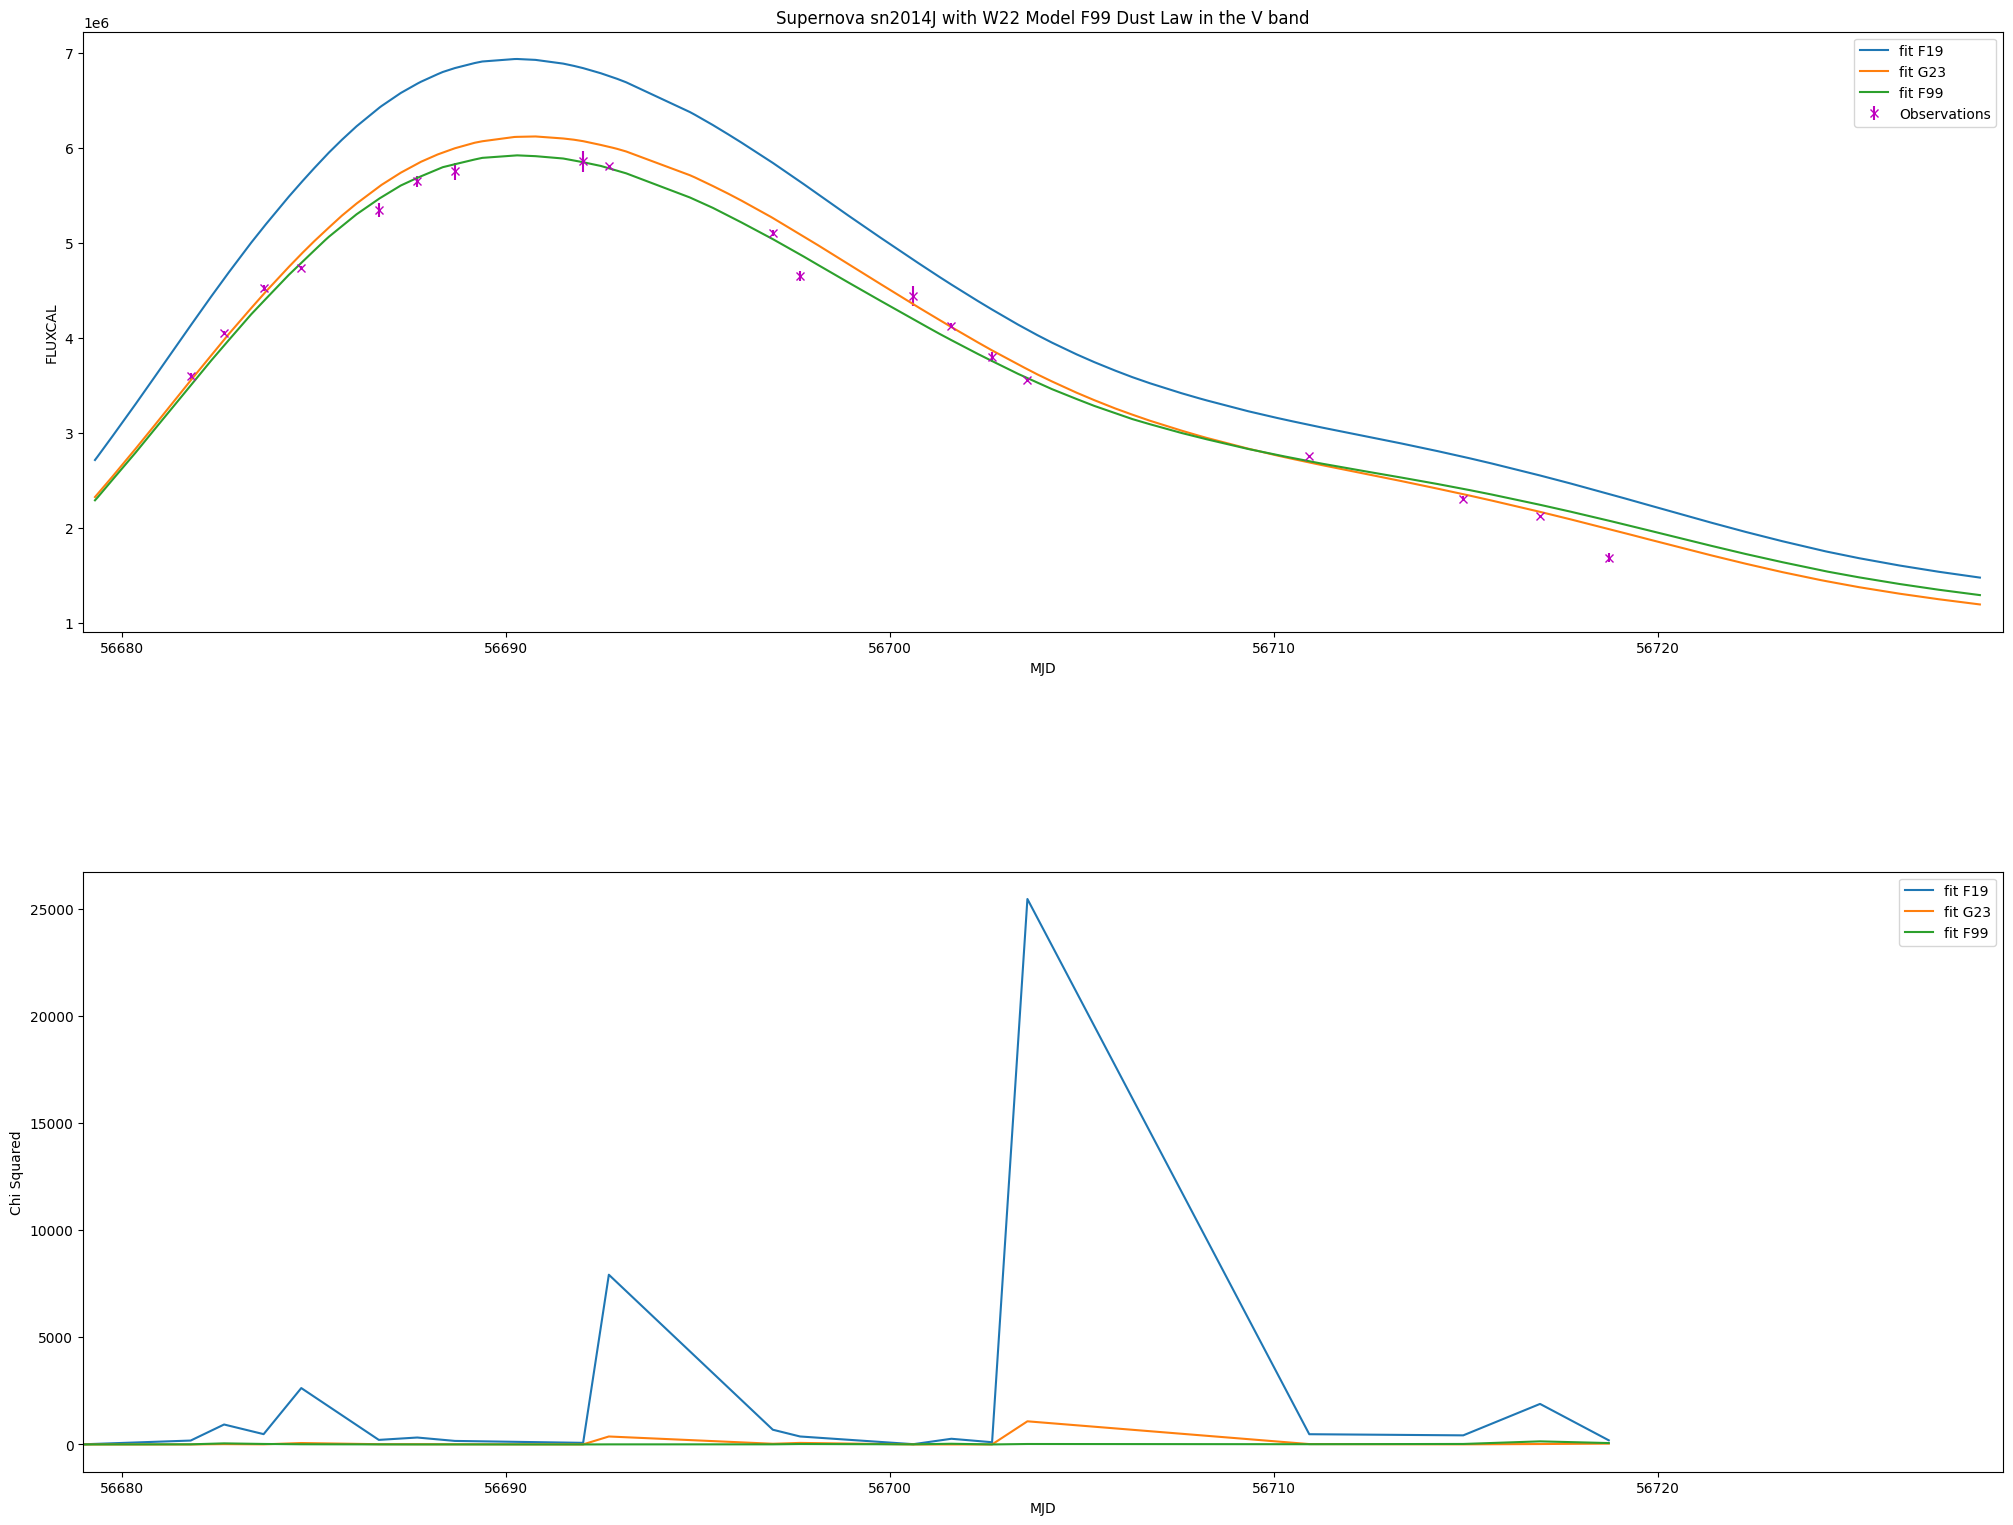 Supernova sn2014J with W22 Model F99 Dust Law in the V band
1e6
7
6
5
4
3
2
1
FLUXCAL
fit F19
fit G23
fit F99
Observations
56680
56690
56700
56710
56720
MJD
25000
20000
15000
10000
5000
0
Chi Squared
fit F19
fit G23
fit F99
56680
56690
56700
56710
56720
MJD